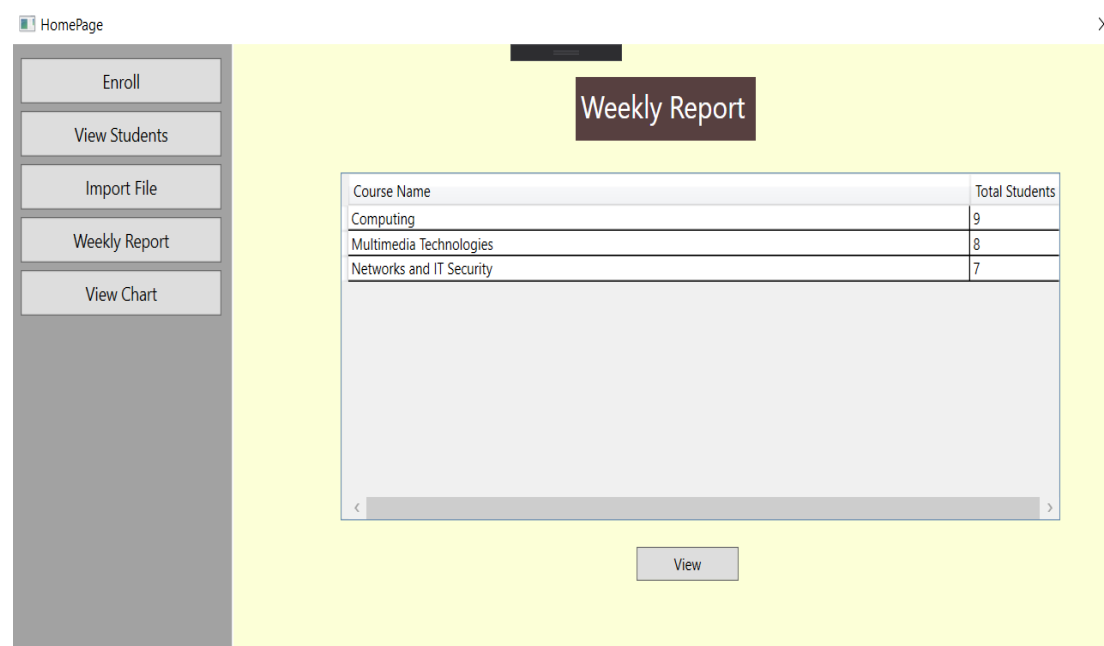 HomePage
Enroll
View Students
Import File
Weekly Report
View Chart
Weekly Report
Course Name Total Students
Computing 9
Multimedia Technologies 8
Networks and IT Security 7
View